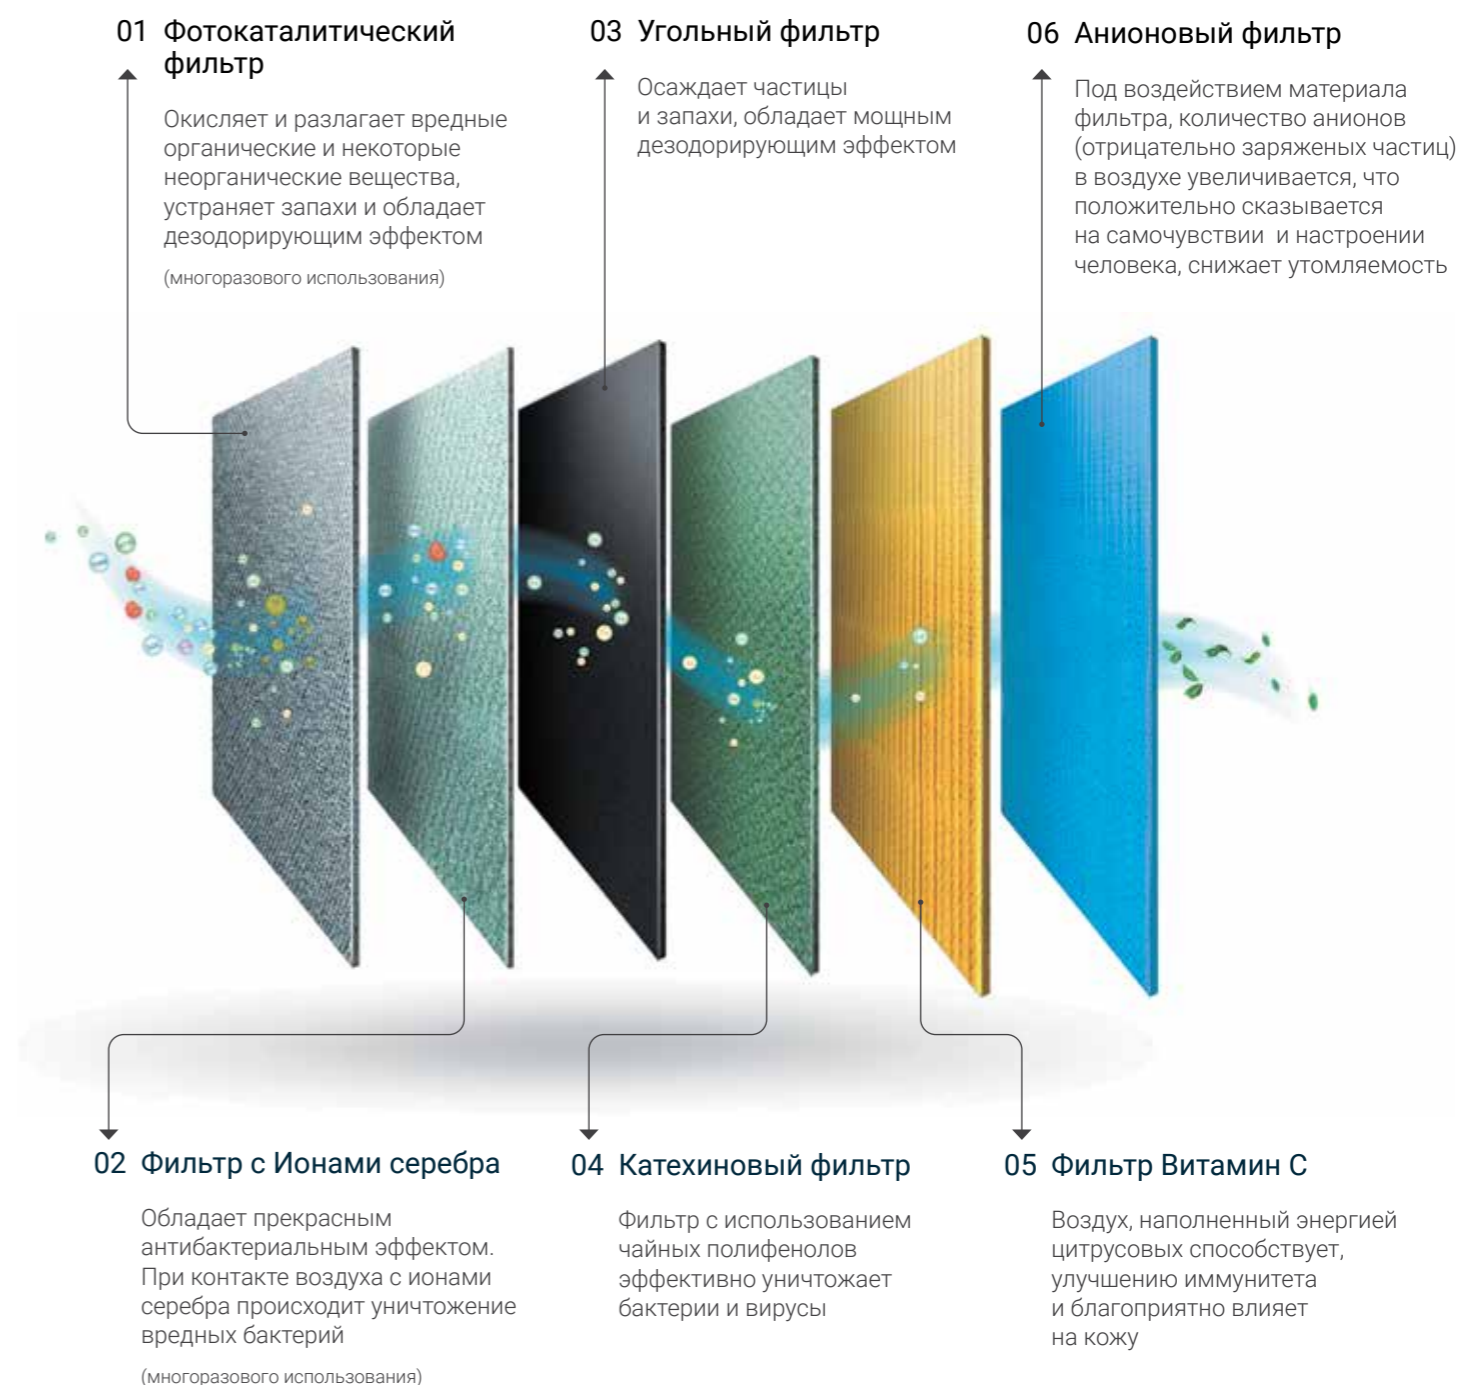 01 Фотокаталитический
фильтр
Окисляет и разлагает вредные
органические и некоторые
неорганические вещества,
устраняет запахи и обладает
дезодорирующим эффектом
(многоразового использования)
03 Угольный фильтр
Осаждает частицы
и запахи, обладает мощным
дезодорирующим эффектом
06 Анионовый фильтр
Под воздействием материала
фильтра, количество анионов
(отрицательно заряженых частиц)
в воздухе увеличивается, что
положительно сказывается
на самочувствии и настроении
человека, снижает утомляемость
02 Фильтр с Ионами серебра
Обладает прекрасным
антибактериальным эффектом.
При контакте воздуха с ионами
серебра происходит уничтожение
вредных бактерий
(многоразового использования)
04 Катехиновый фильтр
Фильтр с использованием
чайных полифенолов
эффективно уничтожает
бактерии и вирусы
05 Фильтр Витамин С
Воздух, наполненный энергией
цитрусовых способствует,
улучшению иммунитета
и благоприятно влияет
на кожу